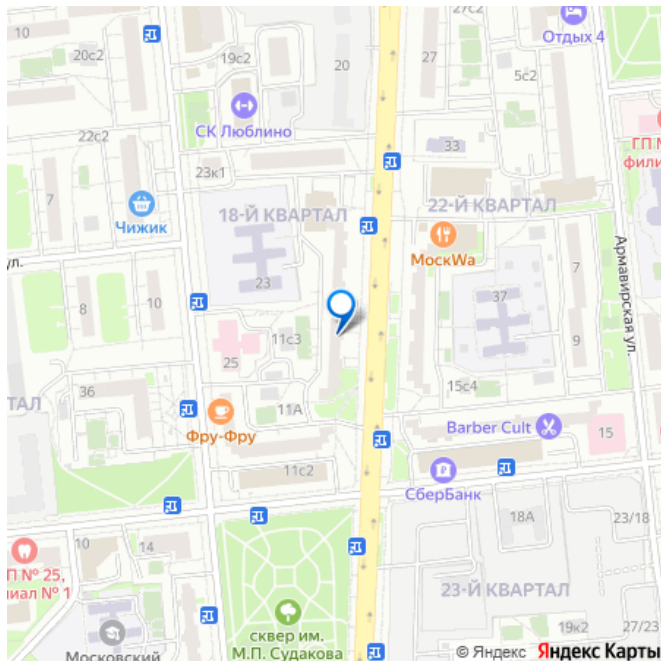 10
20с2
19с2
20
27с2
27
Отдых 4
5с2
СК Люблино
22с2
33
ГП №
фили
23к1
7
Чижик
18-Й КВАРТАЛ
22-Й КВАРТАЛ
МоскWa
Армавирская ул.
ул.
23
7
37
8
10
11с3
25
9
36
ТАЛ
11А
15с4
Фру-Фру
Barber Cult
15
11с2
СберБанк
18А
23/18
10
14
П № 25,
лиал № 1
23-Й КВАРТАЛ
сквер им.
М.П. Судакова
19к2
27/23
Московский
© Яндекс Яндекс Карты